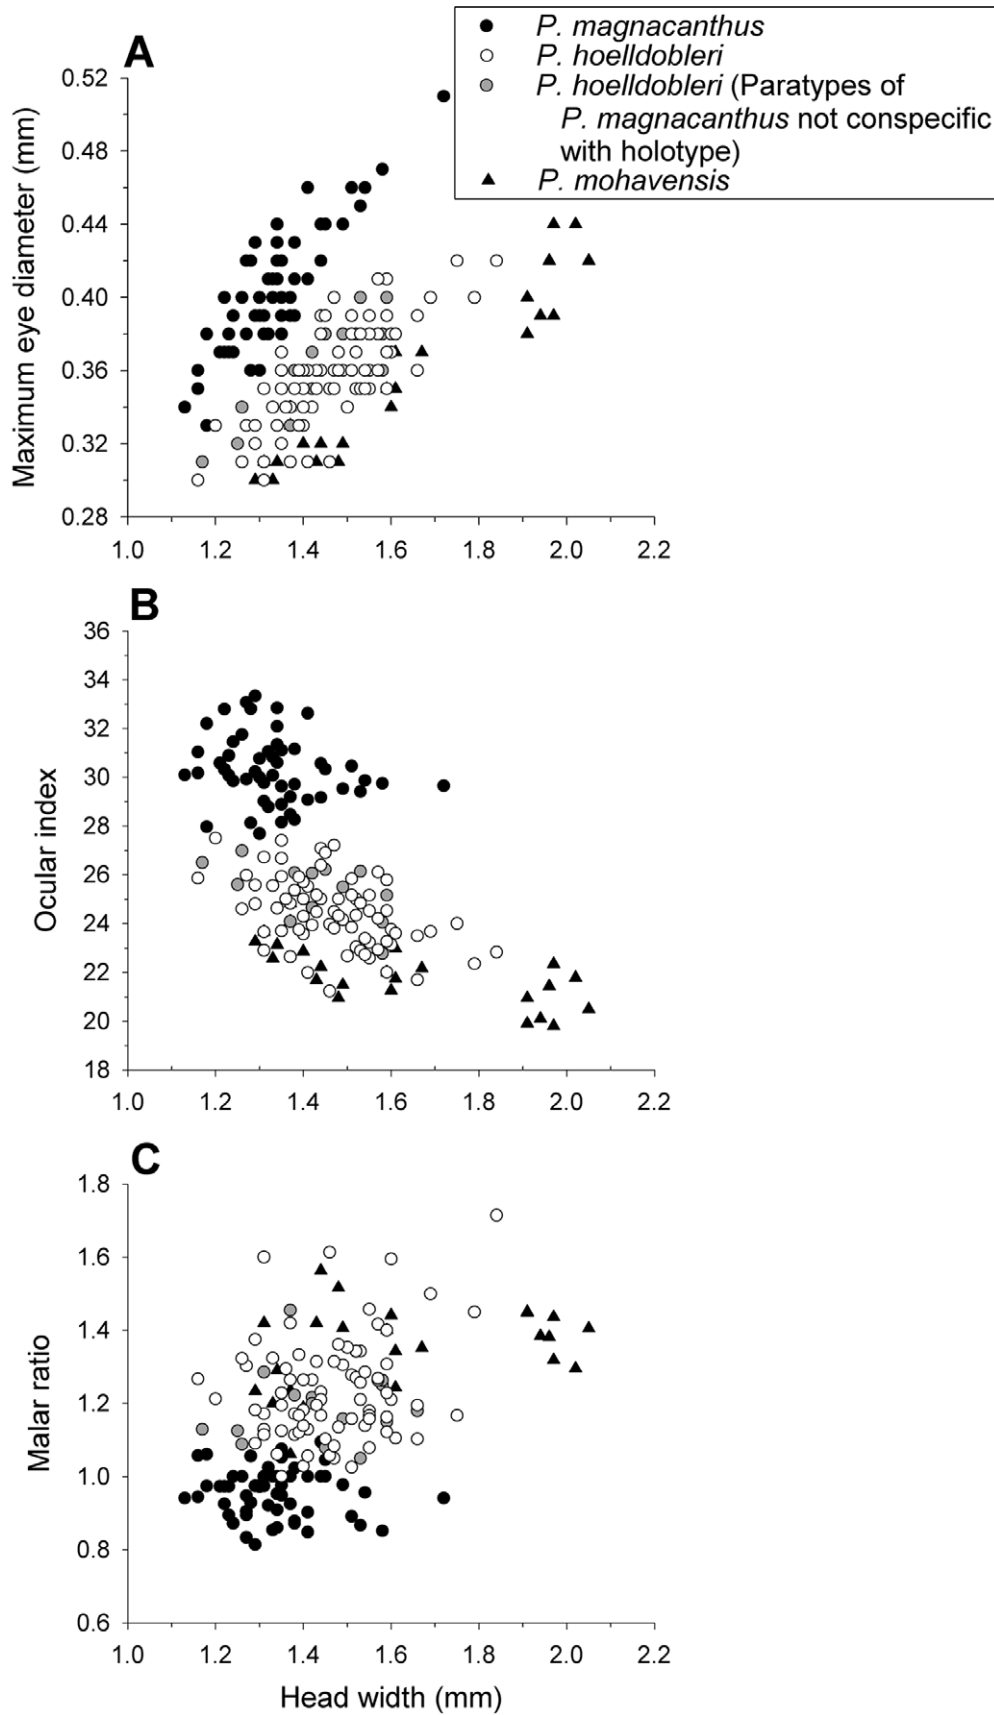 P. magnacanthus
P. hoelldobleri
P. hoelldobleri (Paratypes of
P. magnacanthus not conspecific
with holotype)
P. mohavensis
A
Maximum eye diameter (mm)
0.52
0.48
0.44
0.40
0.36
0.32
0.28
1.0 1.2 1.4 1.6 1.8 2.0 2.2
B
Ocular index
36
34
32
30
28
26
24
22
20
18
1.0 1.2 1.4 1.6 1.8 2.0 2.2
C
Malar ratio
1.8
1.6
1.4
1.2
1.0
0.8
0.6
1.0 1.2 1.4 1.6 1.8 2.0 2.2
Head width (mm)